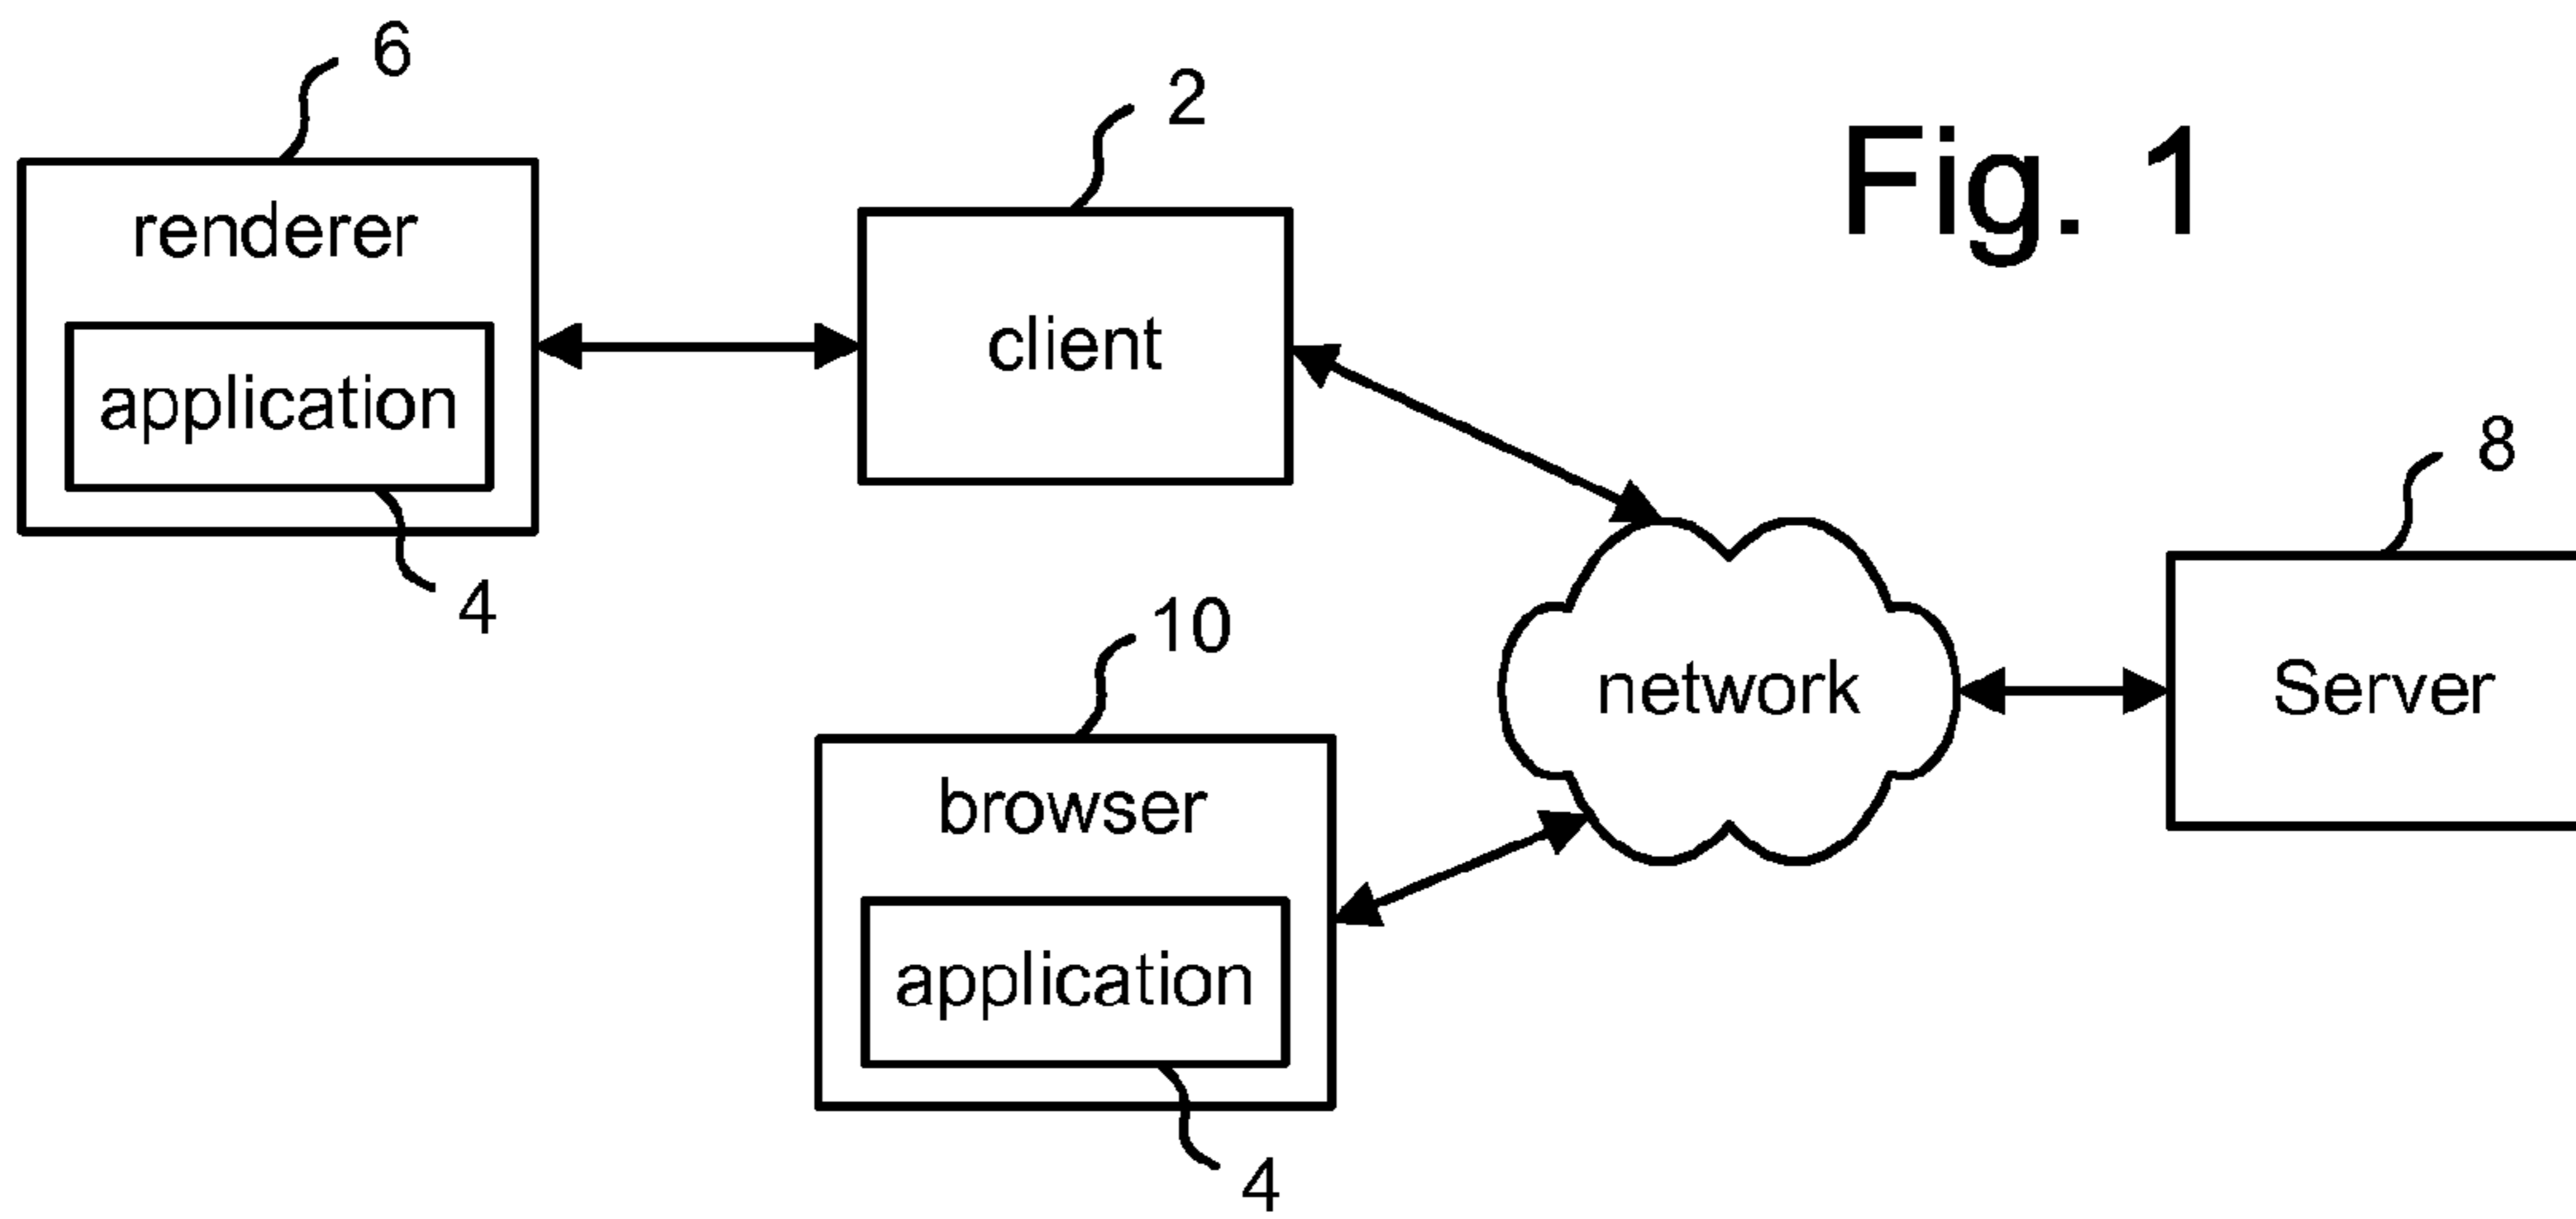 6
2
Fig. 1
renderer
client
application
8
4
10
network
Server
browser
application
4